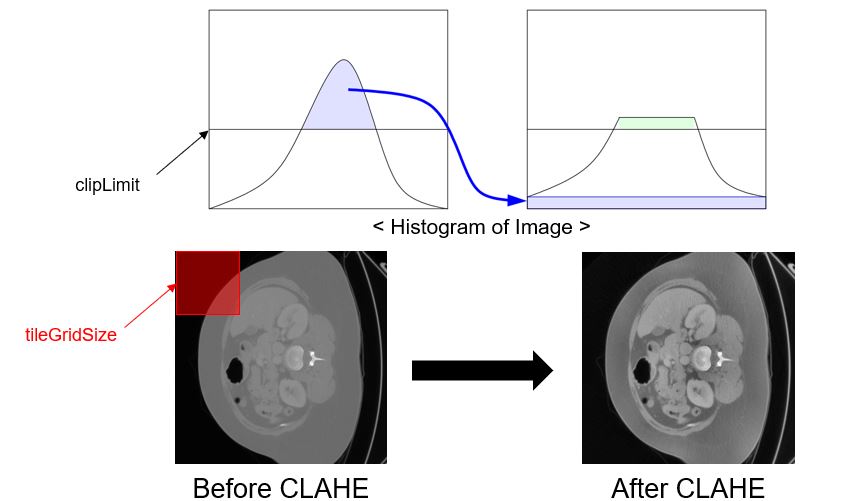 clipLimit
< Histogram of Image >
tileGridSize
Before CLAHE
After CLAHE